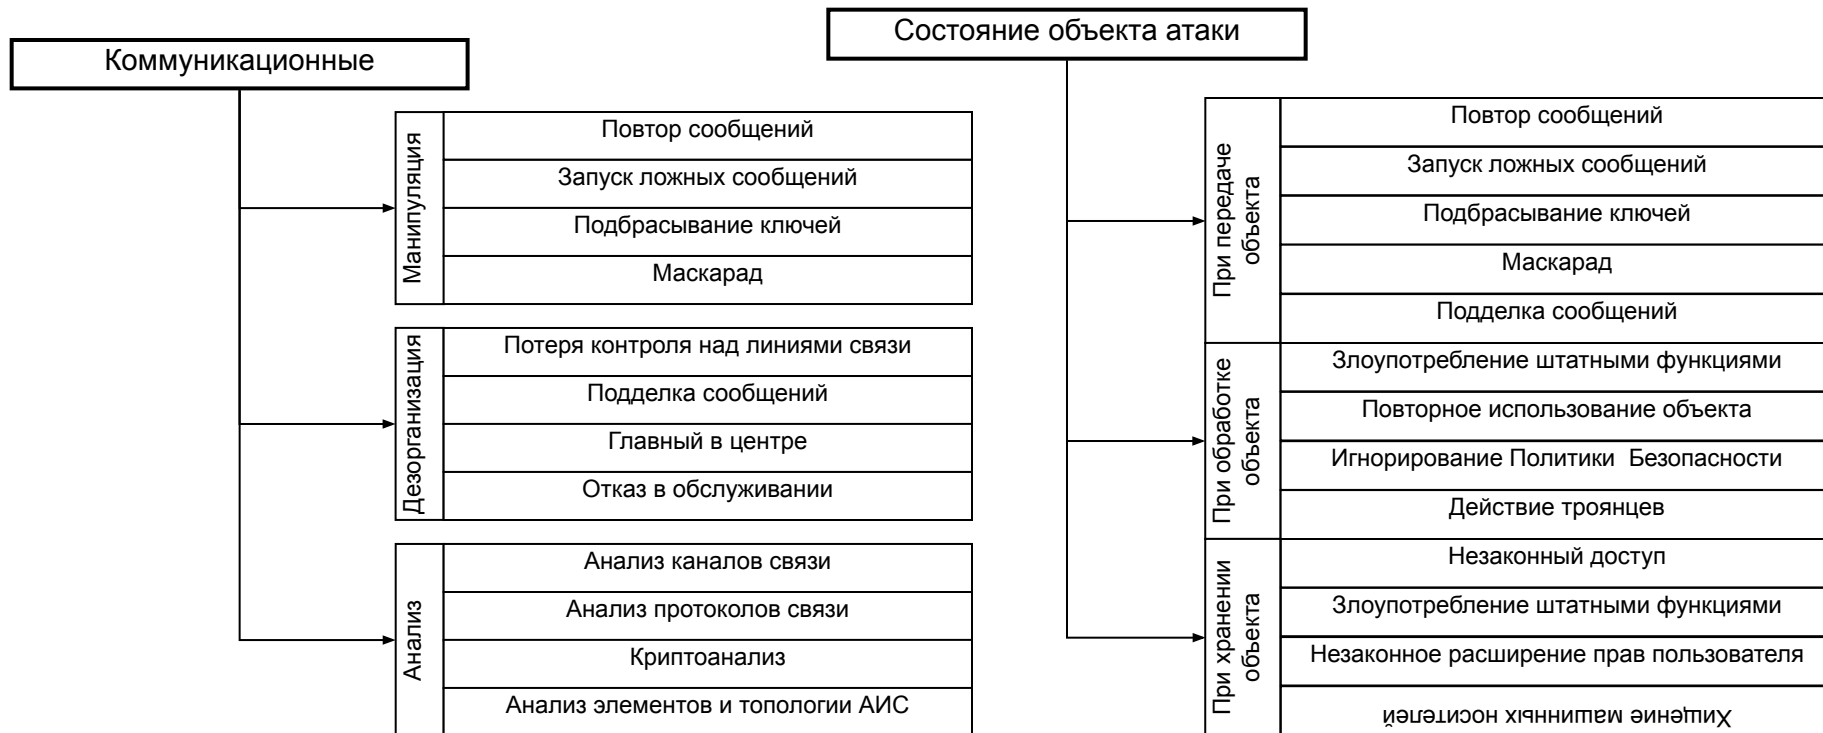 Коммуникационные
Манипуляция
Повтор сообщений
Запуск ложных сообщений
Подбрасывание ключей
Маскарад
Дезорганизация
Потеря контроля над линиями связи
Подделка сообщений
Главный в центре
Отказ в обслуживании
Анализ
Анализ каналов связи
Анализ протоколов связи
Криптоанализ
Анализ элементов и топологии АИС
Состояние объекта атаки
При передаче
объекта
Повтор сообщений
Запуск ложных сообщений
Подбрасывание ключей
Маскарад
Подделка сообщений
При обработке
объекта
Злоупотребление штатными функциями
Повторное использование объекта
Игнорирование Политики  Безопасности
Действие троянцев
При хранении
объекта
Незаконный доступ
Злоупотребление штатными функциями
Незаконное расширение прав пользователя
Хищение машинных носителей